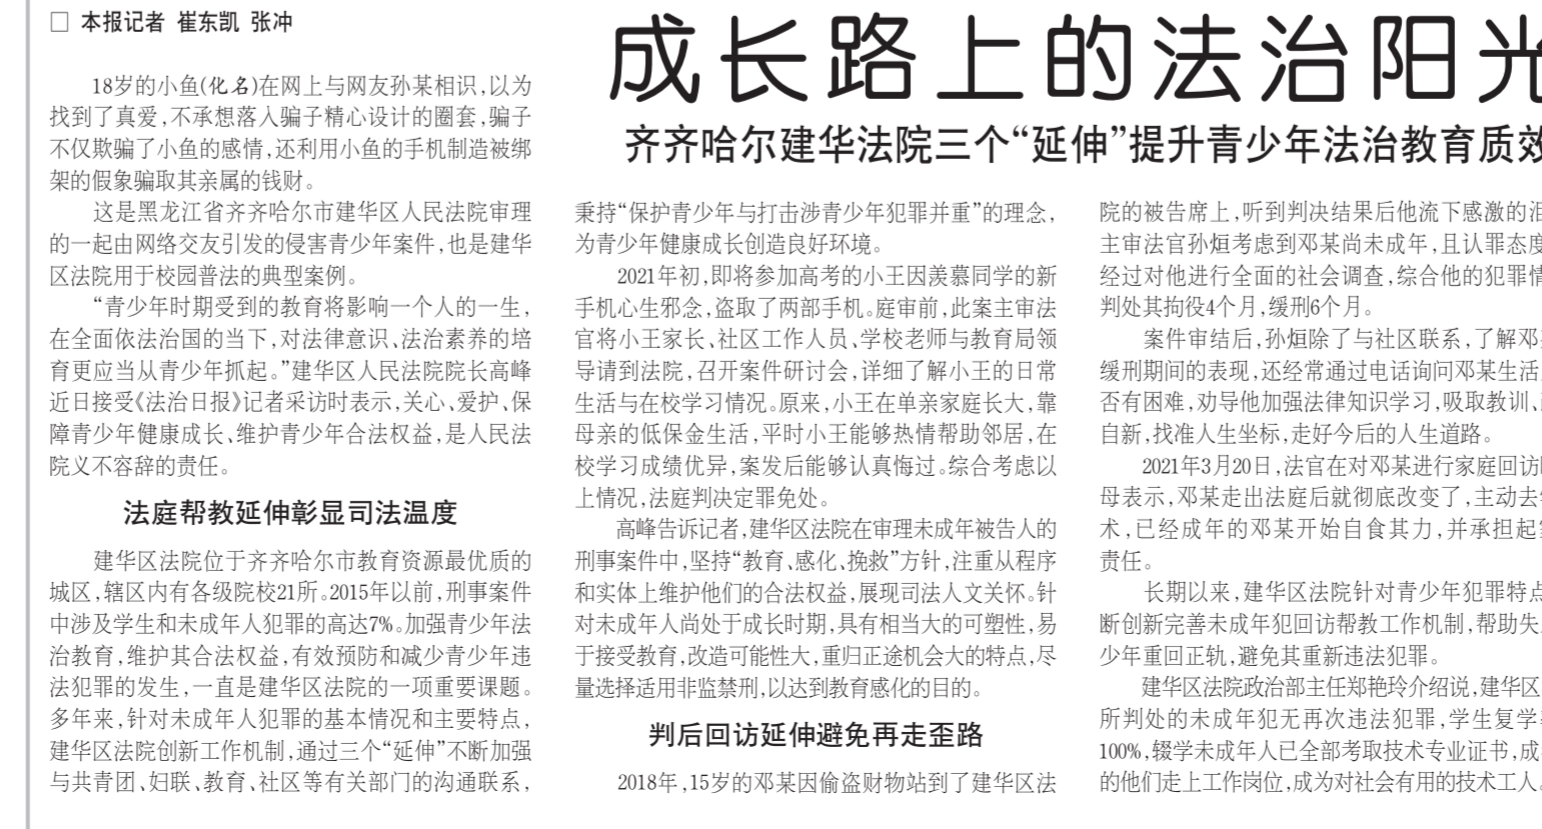 □ 本报记者 崔东凯 张冲
成长路上的法治阳光
齐齐哈尔建华法院三个“延伸”提升青少年法治教育质效
18岁的小鱼(化名)在网上与网友孙某相识,以为
找到了真爱,不承想落入骗子精心设计的圈套,骗子
不仅欺骗了小鱼的感情,还利用小鱼的手机制造被绑
架的假象骗取其亲属的钱财。
这是黑龙江省齐齐哈尔市建华区人民法院审理
的一起由网络交友引发的侵害青少年案件,也是建华
区法院用于校园普法的典型案例。
“青少年时期受到的教育将影响一个人的一生,
在全面依法治国的当下,对法律意识、法治素养的培
育更应当从青少年抓起。”建华区人民法院院长高峰
近日接受《法治日报》记者采访时表示,关心、爱护、保
障青少年健康成长、维护青少年合法权益,是人民法
院义不容辞的责任。
法庭帮教延伸彰显司法温度
建华区法院位于齐齐哈尔市教育资源最优质的
城区,辖区内有各级院校21所。2015年以前,刑事案件
中涉及学生和未成年人犯罪的高达7%。加强青少年法
治教育,维护其合法权益,有效预防和减少青少年违
法犯罪的发生,一直是建华区法院的一项重要课题。
多年来,针对未成年人犯罪的基本情况和主要特点,
建华区法院创新工作机制,通过三个“延伸”不断加强
与共青团、妇联、教育、社区等有关部门的沟通联系,
秉持“保护青少年与打击涉青少年犯罪并重”的理念,
为青少年健康成长创造良好环境。
2021年初,即将参加高考的小王因羡慕同学的新
手机心生邪念,盗取了两部手机。庭审前,此案主审法
官将小王家长、社区工作人员、学校老师与教育局领
导请到法院,召开案件研讨会,详细了解小王的日常
生活与在校学习情况。原来,小王在单亲家庭长大,靠
母亲的低保金生活,平时小王能够热情帮助邻居,在
校学习成绩优异,案发后能够认真悔过。综合考虑以
上情况,法庭判决定罪免处。
高峰告诉记者,建华区法院在审理未成年被告人的
刑事案件中,坚持“教育、感化、挽救”方针,注重从程序
和实体上维护他们的合法权益,展现司法人文关怀。针
对未成年人尚处于成长时期,具有相当大的可塑性,易
于接受教育,改造可能性大,重归正途机会大的特点,尽
量选择适用非监禁刑,以达到教育感化的目的。
判后回访延伸避免再走歪路
2018年,15岁的邓某因偷盗财物站到了建华区法
院的被告席上,听到判决结果后他流下感激的泪
主审法官孙烜考虑到邓某尚未成年,且认罪态度
经过对他进行全面的社会调查,综合他的犯罪情
判处其拘役4个月,缓刑6个月。
案件审结后,孙烜除了与社区联系,了解邓某
缓刑期间的表现,还经常通过电话询问邓某生活
否有困难,劝导他加强法律知识学习,吸取教训、
自新,找准人生坐标,走好今后的人生道路。
2021年3月20日,法官在对邓某进行家庭回访
母表示,邓某走出法庭后就彻底改变了,主动去
术,已经成年的邓某开始自食其力,并承担起
责任。
长期以来,建华区法院针对青少年犯罪特点
断创新完善未成年犯回访帮教工作机制,帮助失
少年重回正轨,避免其重新违法犯罪。
建华区法院政治部主任郑艳玲介绍说,建华区
所判处的未成年犯无再次违法犯罪,学生复学
100%,辍学未成年人已全部考取技术专业证书,成
的他们走上工作岗位,成为对社会有用的技术工人。